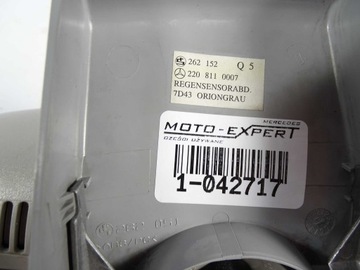 262 152 Q 5
220 811 0007
REGENSENSORABD.
7D43 ORIONGRAU
MERCEDES
MOTO-EXPERT
CZĘŚCI UŻYWANE
1-042717